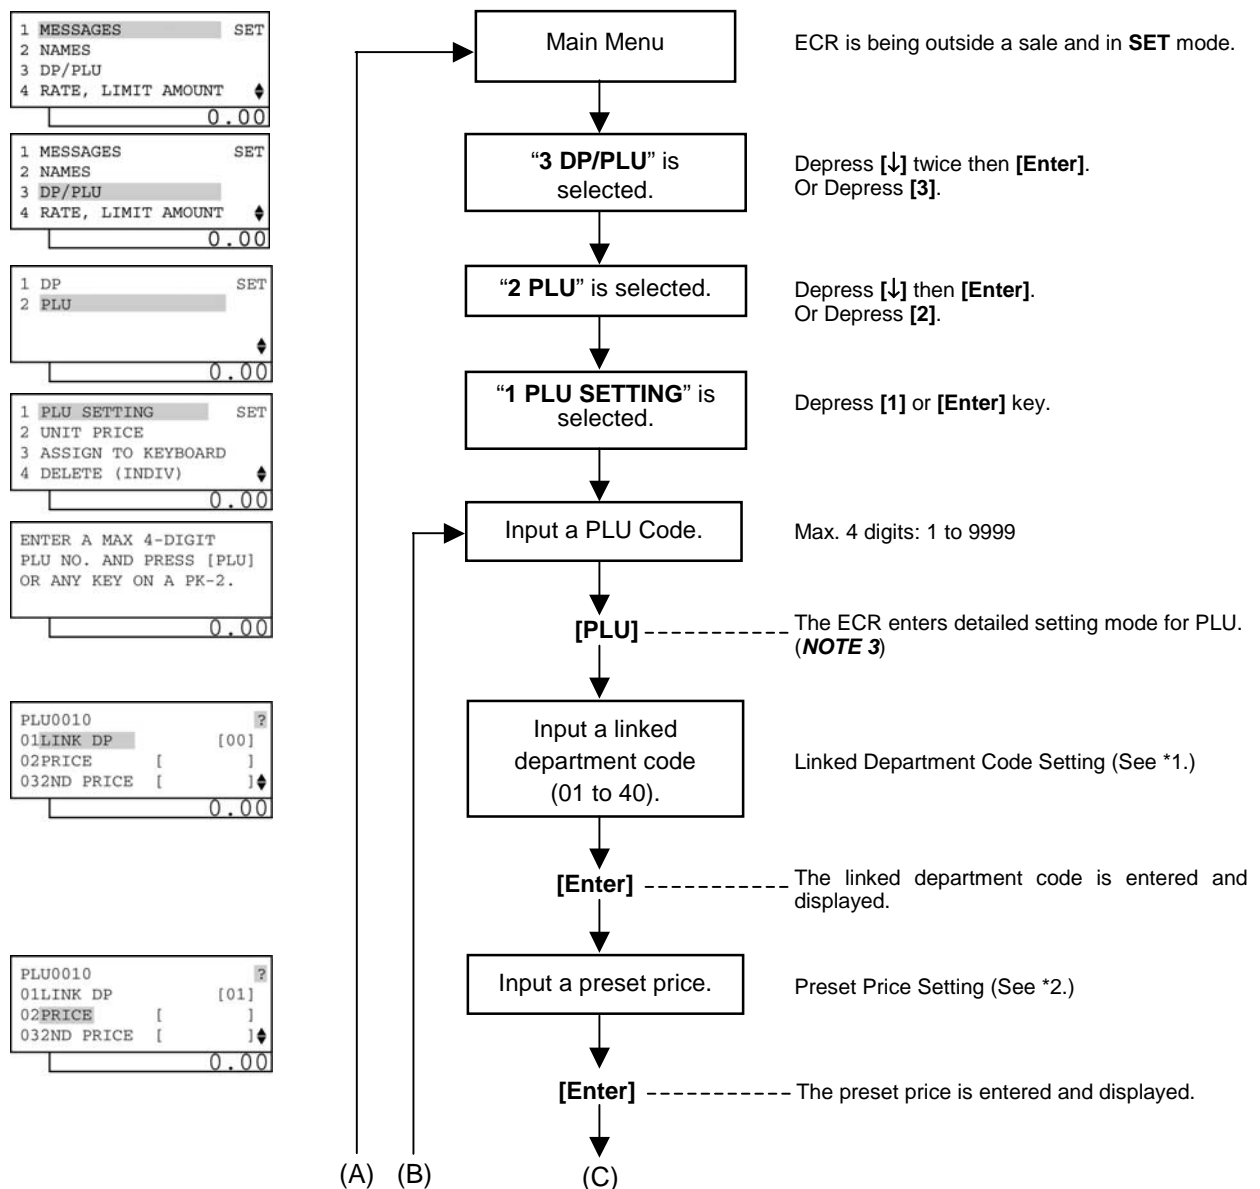 1 MESSAGES SET
2 NAMES
3 DP/PLU
4 RATE, LIMIT AMOUNT
0.00
Main Menu
ECR is being outside a sale and in SET mode.
1 MESSAGES SET
2 NAMES
3 DP/PLU
4 RATE, LIMIT AMOUNT
0.00
“3 DP/PLU” is
selected.
Depress [↓] twice then [Enter].
Or Depress [3].
1 DP SET
2 PLU
0.00
“2 PLU” is selected.
Depress [↓] then [Enter].
Or Depress [2].
1 PLU SETTING SET
2 UNIT PRICE
3 ASSIGN TO KEYBOARD
4 DELETE (INDIV)
0.00
“1 PLU SETTING” is
selected.
Depress [1] or [Enter] key.
ENTER A MAX 4-DIGIT
PLU NO. AND PRESS [PLU]
OR ANY KEY ON A PK-2.
0.00
Input a PLU Code.
Max. 4 digits: 1 to 9999
[PLU]
The ECR enters detailed setting mode for PLU.
(NOTE 3)
PLU0010 ?
01LINK DP [00]
02PRICE [ ]
032ND PRICE [ ]
0.00
Input a linked
department code
(01 to 40).
Linked Department Code Setting (See *1.)
[Enter]
The linked department code is entered and
displayed.
PLU0010 ?
01LINK DP [01]
02PRICE [ ]
032ND PRICE [ ]
0.00
Input a preset price.
Preset Price Setting (See *2.)
[Enter]
The preset price is entered and displayed.
(A) (B) (C)